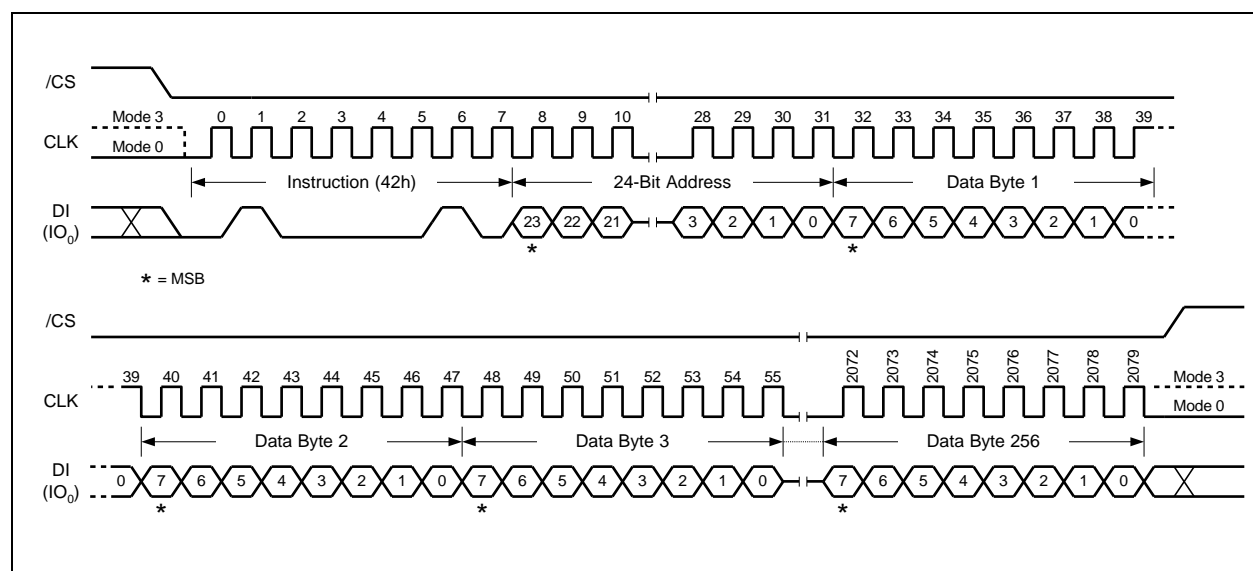 /CS
Mode 3 0 1 2 3 4 5 6 7 8 9 10 28 29 30 31 32 33 34 35 36 37 38 39
CLK
Mode 0
Instruction (42h) 24-Bit Address Data Byte 1
DI
(IO0)
23 22 21 3 2 1 0 7 6 5 4 3 2 1 0
* *
* = MSB
/CS
39 40 41 42 43 44 45 46 47 48 49 50 51 52 53 54 55 2072 2073 2074 2075 2076 2077 2078 2079 Mode 3
CLK
Mode 0
Data Byte 2 Data Byte 3 Data Byte 256
DI
(IO0)
0 7 6 5 4 3 2 1 0 7 6 5 4 3 2 1 0 7 6 5 4 3 2 1 0
* * *